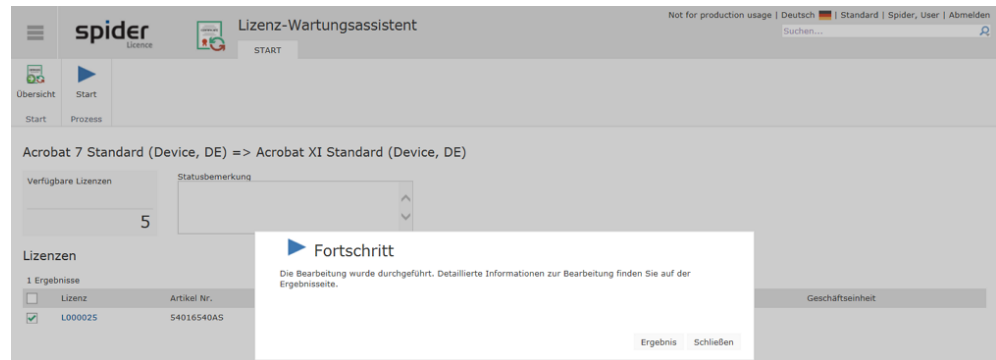 Not for production usage | Deutsch | Standard | Spider, User | Abmelden
spider
Licence
Lizenz-Wartungsassistent
Suchen...
START
Übersicht
Start
Start
Prozess
Acrobat 7 Standard (Device, DE) => Acrobat XI Standard (Device, DE)
Verfügbare Lizenzen
Statusbemerkung
5
Fortschritt
Die Bearbeitung wurde durchgeführt. Detaillierte Informationen zur Bearbeitung finden Sie auf der
Ergebnisseite.
Ergebnis Schließen
Lizenzen
1 Ergebnisse
Lizenz Artikel Nr. Geschäftseinheit
L000025 54016540AS